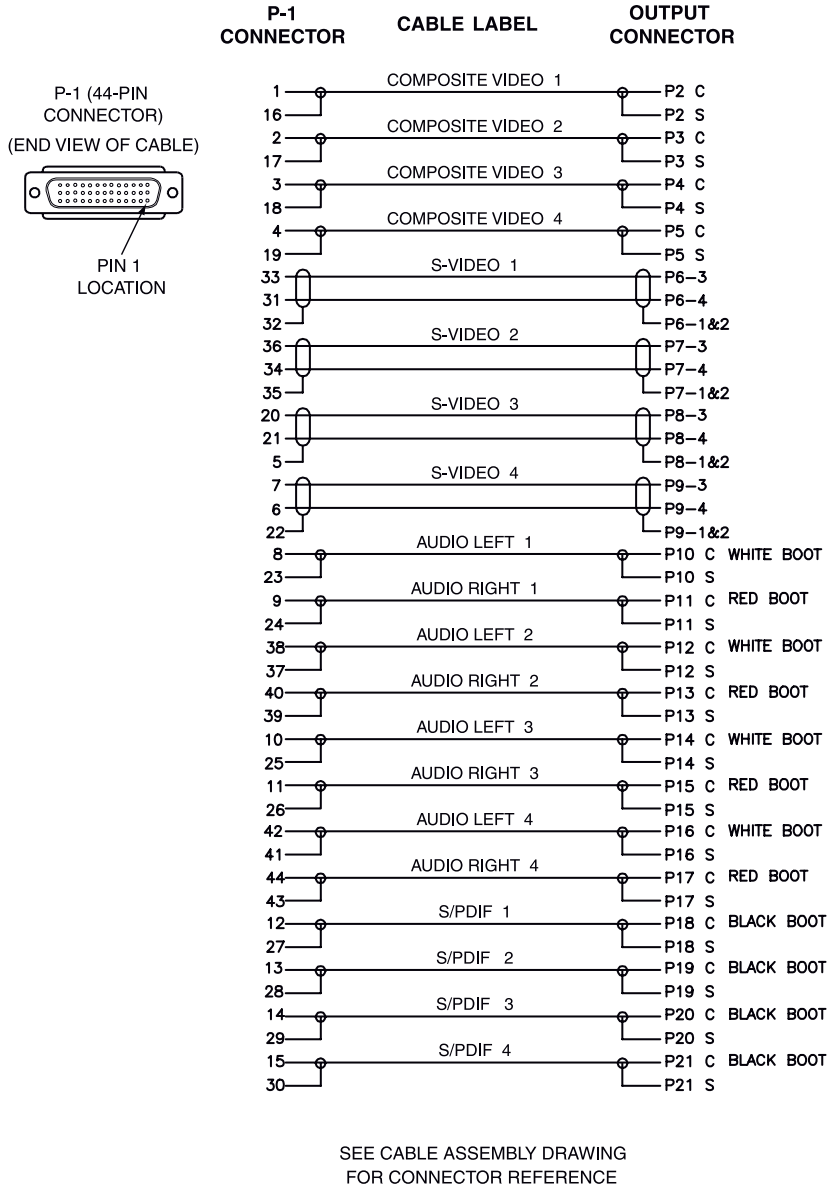 P-1 CONNECTOR CABLE LABEL OUTPUT CONNECTOR
P-1 (44-PIN
CONNECTOR)
(END VIEW OF CABLE)
PIN 1
LOCATION
1 COMPOSITE VIDEO 1 P2 C
16 P2 S
2 COMPOSITE VIDEO 2 P3 C
17 P3 S
3 COMPOSITE VIDEO 3 P4 C
18 P4 S
4 COMPOSITE VIDEO 4 P5 C
19 P5 S
33 S-VIDEO 1 P6-3
31 P6-4
32 P6-1&2
36 S-VIDEO 2 P7-3
34 P7-4
35 P7-1&2
20 S-VIDEO 3 P8-3
21 P8-4
5 P8-1&2
7 S-VIDEO 4 P9-3
6 P9-4
22 P9-1&2
8 AUDIO LEFT 1 P10 C WHITE BOOT
23 P10 S
9 AUDIO RIGHT 1 P11 C RED BOOT
24 P11 S
38 AUDIO LEFT 2 P12 C WHITE BOOT
37 P12 S
40 AUDIO RIGHT 2 P13 C RED BOOT
39 P13 S
10 AUDIO LEFT 3 P14 C WHITE BOOT
25 P14 S
11 AUDIO RIGHT 3 P15 C RED BOOT
26 P15 S
42 AUDIO LEFT 4 P16 C WHITE BOOT
41 P16 S
44 AUDIO RIGHT 4 P17 C RED BOOT
43 P17 S
12 S/PDIF 1 P18 C BLACK BOOT
27 P18 S
13 S/PDIF 2 P19 C BLACK BOOT
28 P19 S
14 S/PDIF 3 P20 C BLACK BOOT
29 P20 S
15 S/PDIF 4 P21 C BLACK BOOT
30 P21 S
SEE CABLE ASSEMBLY DRAWING
FOR CONNECTOR REFERENCE